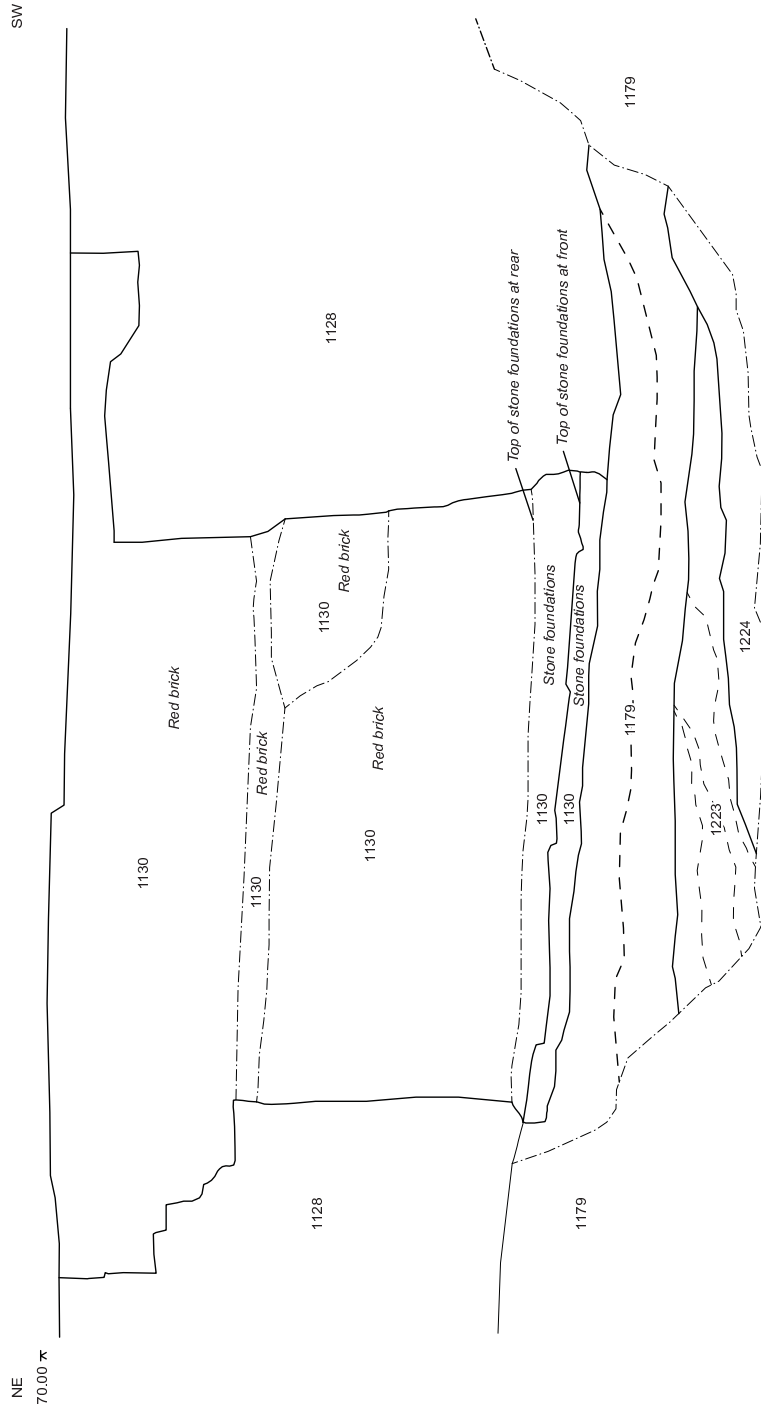 NE
SW
70.00
1130
Red brick
1128
1130
Red brick
1130
Red brick
1130
Red brick
1128
Top of stone foundations at rear
Top of stone foundations at front
1130
Stone foundations
1130
Stone foundations
1179
1179
1179
1223
1224